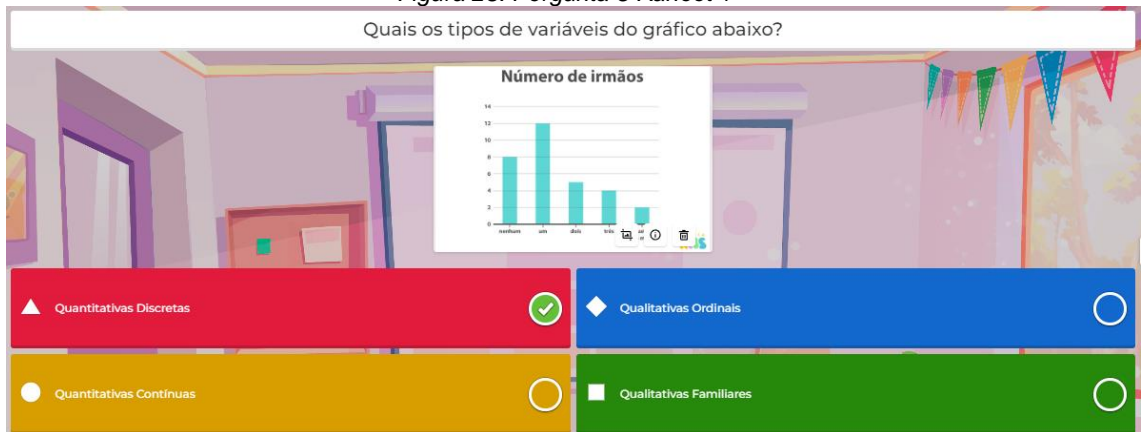 Quais os tipos de variáveis do gráfico abaixo?
Número de irmãos
14
12
10
8
6
4
2
0
nenhum um dois três
Quantitativas Discretas
Qualitativas Ordinais
Quantitativas Contínuas
Qualitativas Familiares